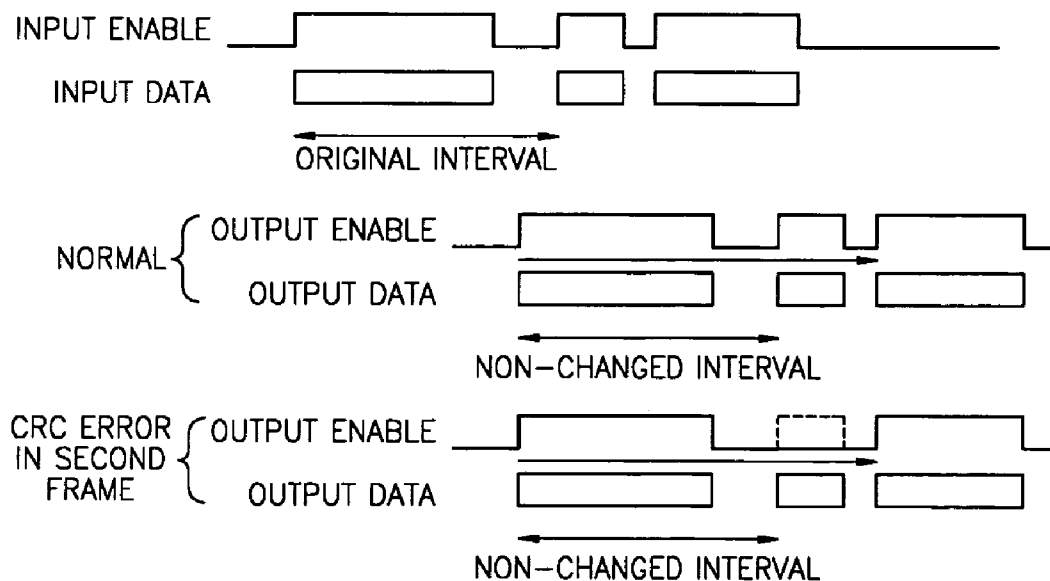 INPUT ENABLE
INPUT DATA
ORIGINAL INTERVAL
NORMAL
OUTPUT ENABLE
OUTPUT DATA
NON-CHANGED INTERVAL
CRC ERROR
IN SECOND
FRAME
OUTPUT ENABLE
OUTPUT DATA
NON-CHANGED INTERVAL